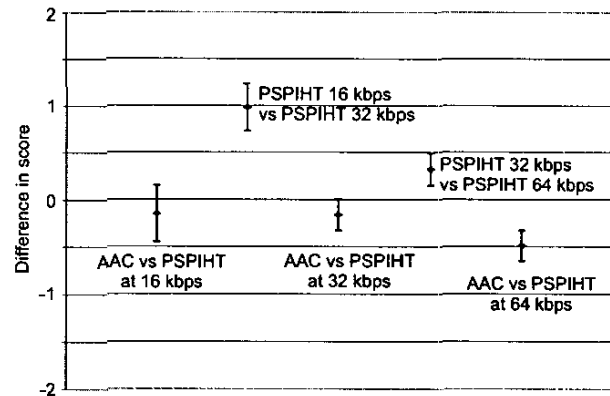 Difference in score
2
1
0
-1
-2
PSPIHT 16 kbps
vs PSPIHT 32 kbps
PSPIHT 32 kbps
vs PSPIHT 64 kbps
AAC vs PSPIHT
at 16 kbps
AAC vs PSPIHT
at 32 kbps
AAC vs PSPIHT
at 64 kbps